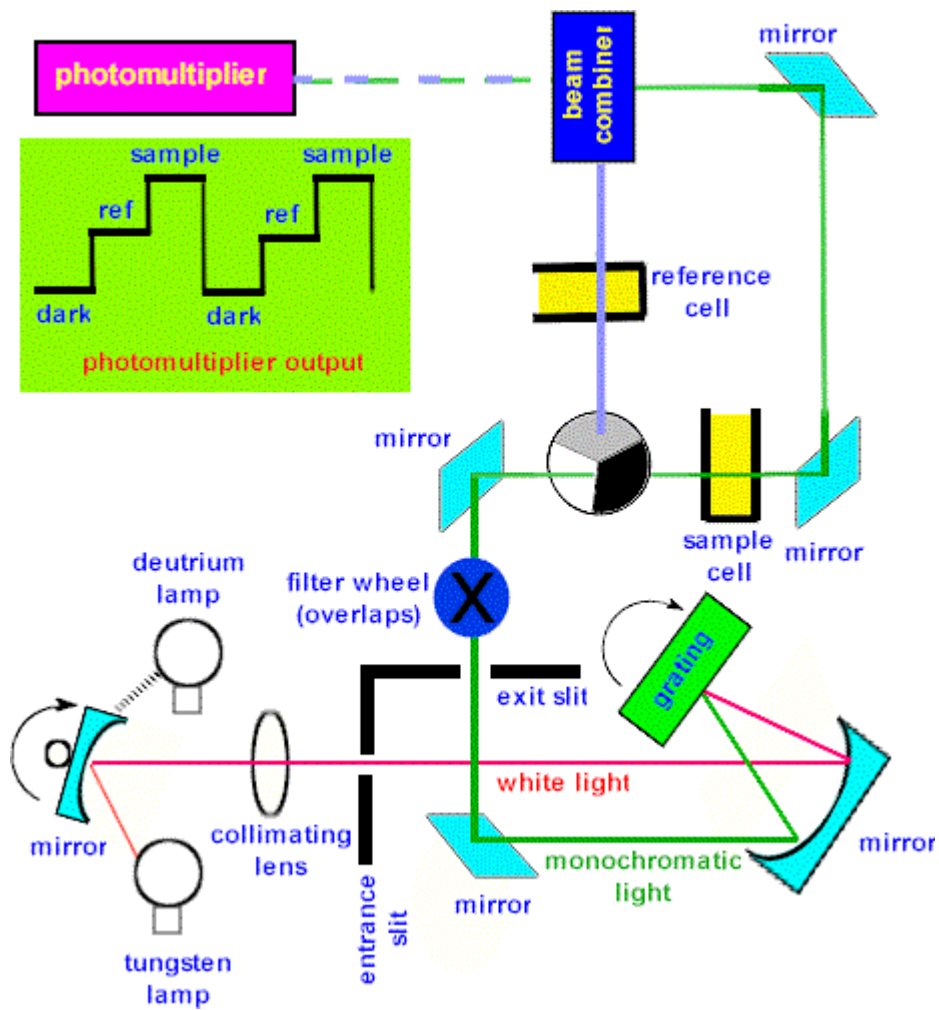 mirror
photomultiplier
beam
combiner
sample
sample
ref
ref
dark
dark
photomultiplier output
reference
cell
mirror
sample
cell
mirror
deutrium
lamp
filter wheel
(overlaps)
X
grating
exit slit
white light
mirror
collimating
lens
entrance
slit
mirror
monochromatic
light
mirror
tungsten
lamp